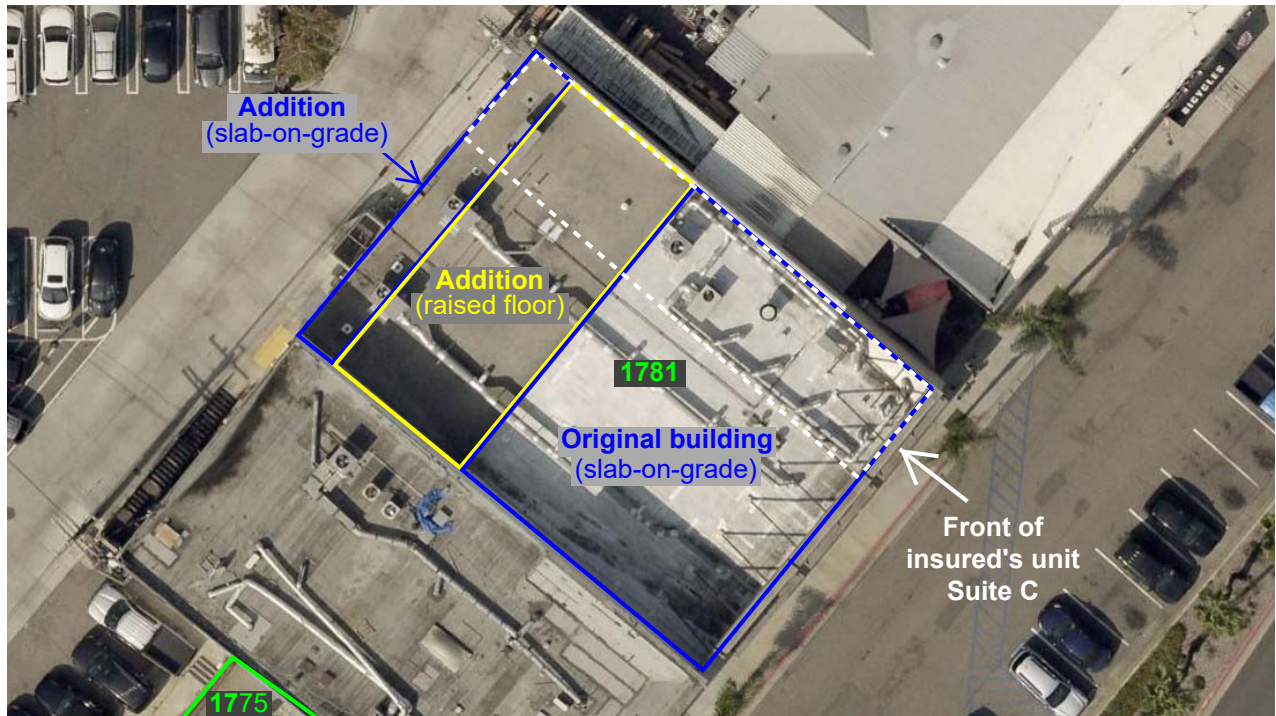 BICYCLES
Addition
(slab-on-grade)
Addition
(raised floor)
1781
Original building
(slab-on-grade)
Front of
insured's unit
Suite C
1775